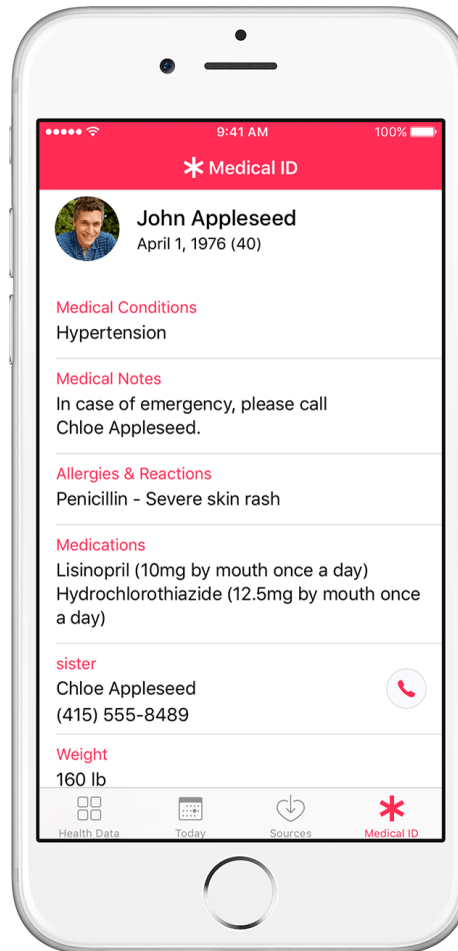 9:41 AM
100%
Medical ID
John Appleseed
April 1, 1976 (40)
Medical Conditions
Hypertension
Medical Notes
In case of emergency, please call
Chloe Appleseed.
Allergies & Reactions
Penicillin - Severe skin rash
Medications
Lisinopril (10mg by mouth once a day)
Hydrochlorothiazide (12.5mg by mouth once
a day)
sister
Chloe Appleseed
(415) 555-8489
Weight
160 lb
Health Data
Today
Sources
Medical ID